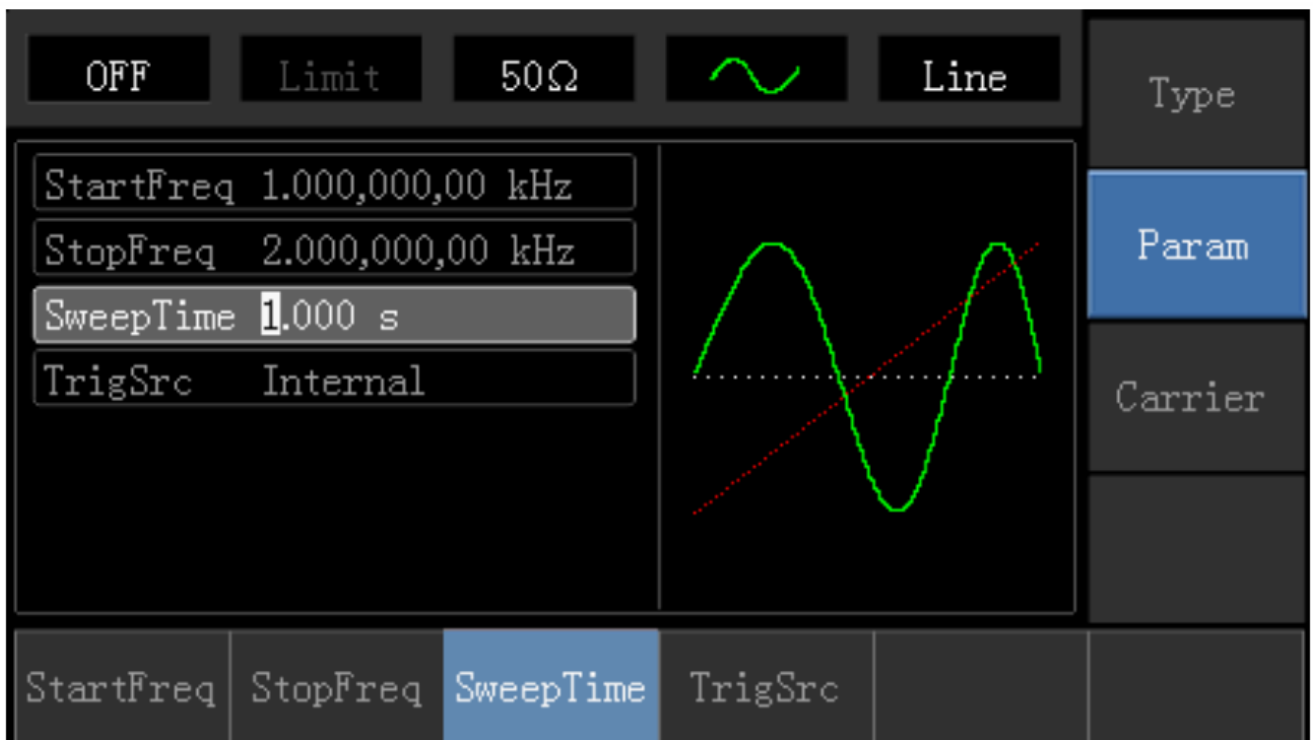 OFF Limit 50Ω Line
Type
StartFreq 1.000,000,00 kHz
StopFreq 2.000,000,00 kHz
SweepTime 1.000 s
TrigSrc Internal
Param
Carrier
StartFreq StopFreq SweepTime TrigSrc